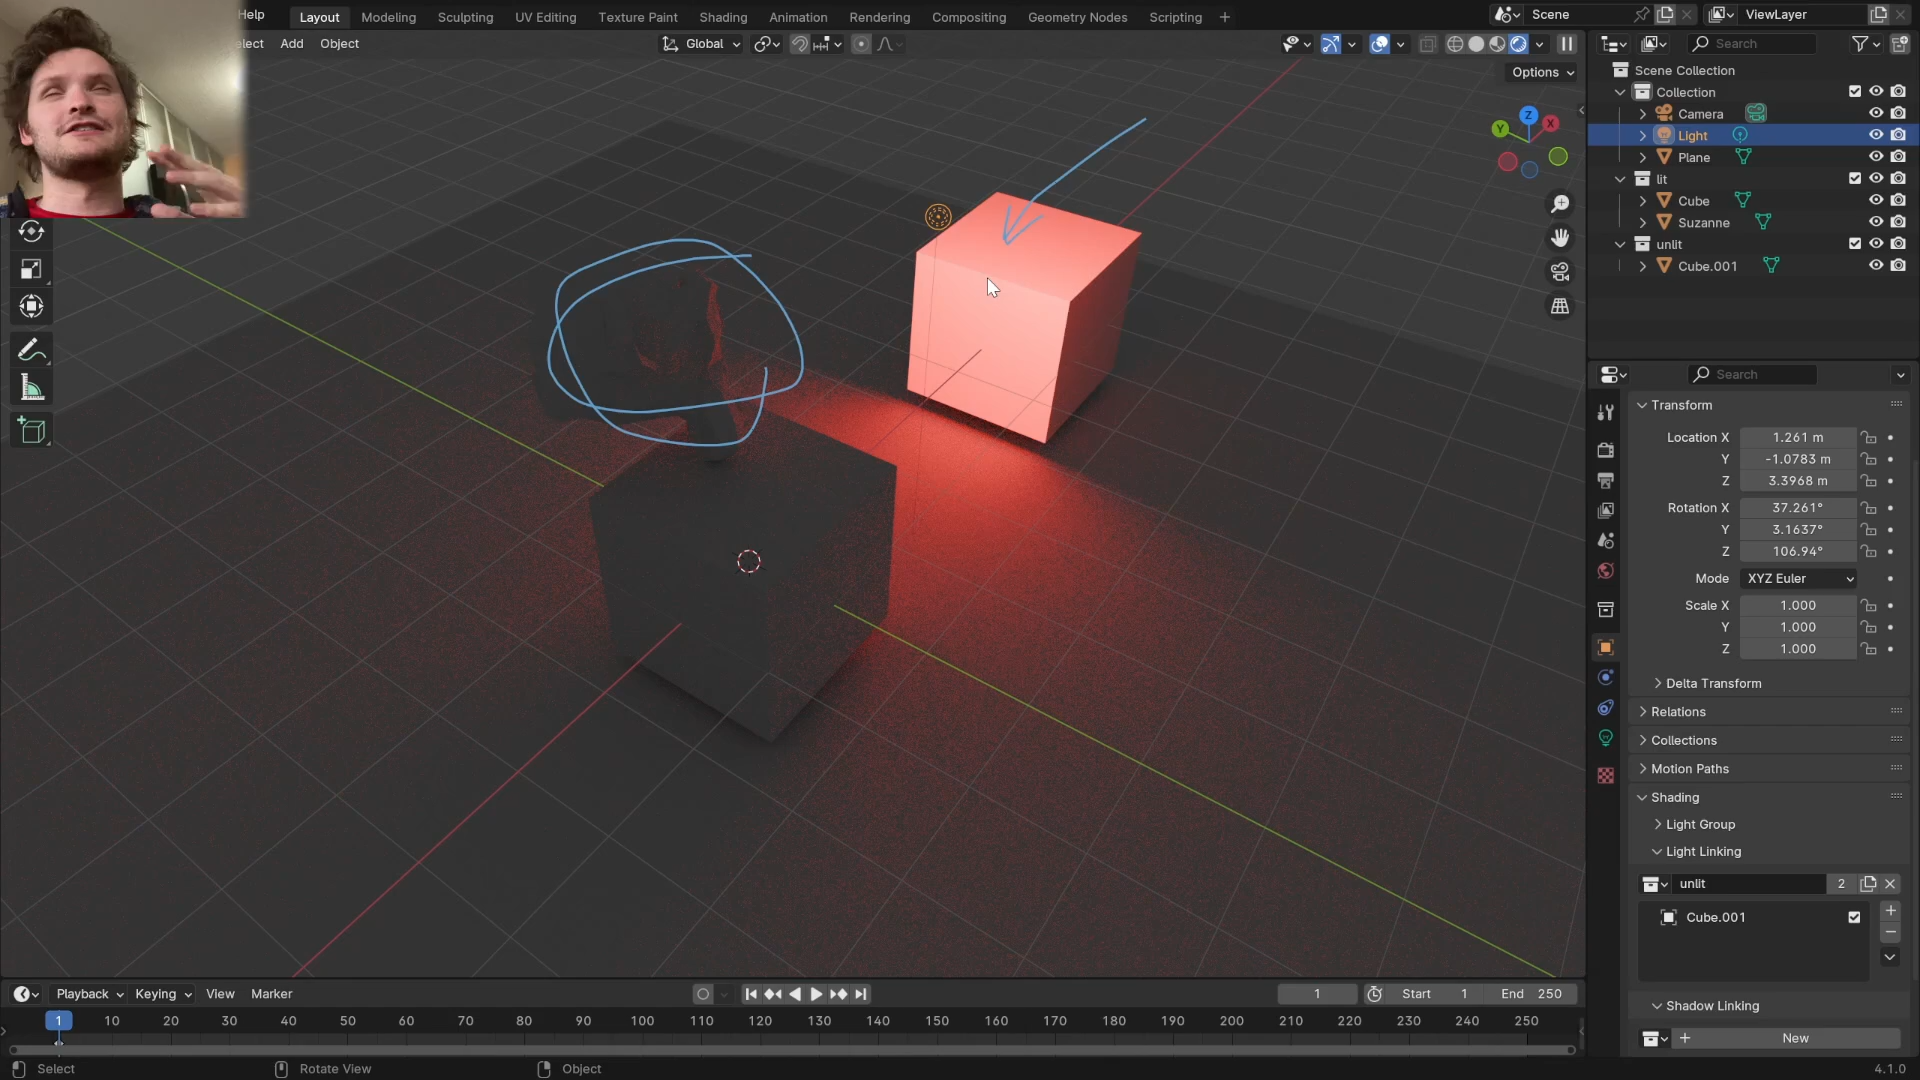 Help
Layout
Modeling
Sculpting
UV Editing
Texture Paint
Shading
Animation
Rendering
Compositing
Geometry Nodes
Scripting
+
Scene
ViewLayer
elect
Add
Object
Global
Search
Options
Z
X
Y
Scene Collection
Collection
Camera
Light
Plane
lit
Cube
Suzanne
unlit
Cube.001
Search
Transform
Location X 1.261 m
Y -1.0783 m
Z 3.3968 m
Rotation X 37.261°
Y 3.1637°
Z 106.94°
Mode XYZ Euler
Scale X 1.000
Y 1.000
Z 1.000
Delta Transform
Relations
Collections
Motion Paths
Shading
Light Group
Light Linking
unlit 2
Cube.001
Shadow Linking
New
Playback
Keying
View
Marker
1
Start 1
End 250
1 10 20 30 40 50 60 70 80 90 100 110 120 130 140 150 160 170 180 190 200 210 220 230 240 250
Select
Rotate View
Object
4.1.0